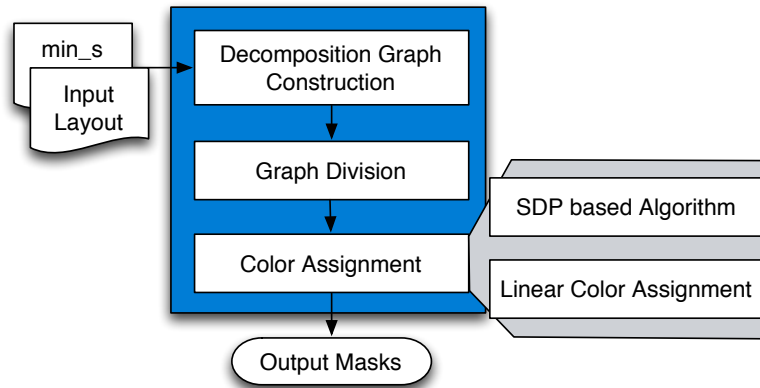 min_s
Input
Layout
Decomposition Graph
Construction
Graph Division
Color Assignment
SDP based Algorithm
Linear Color Assignment
Output Masks